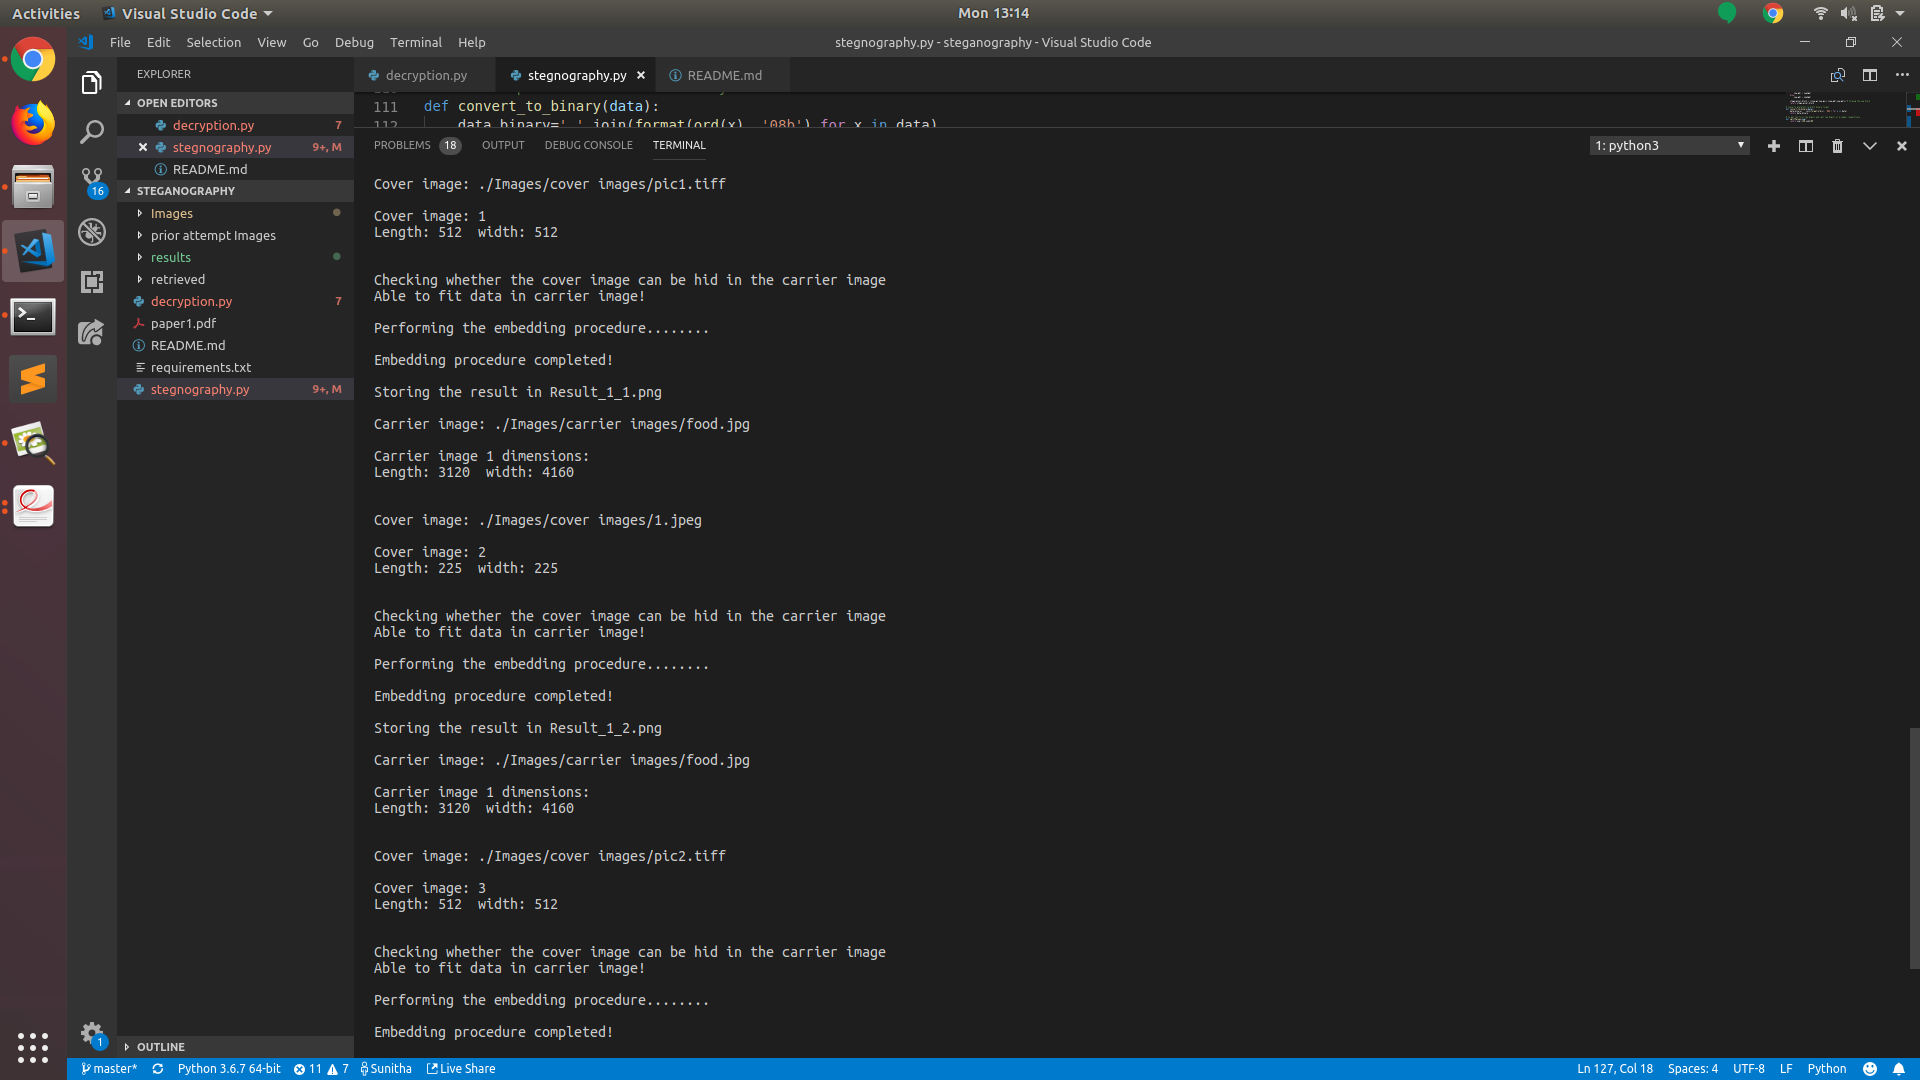 Activities
Visual Studio Code
Mon 13:14
File Edit Selection View Go Debug Terminal Help
stegnography.py - steganography - Visual Studio Code
EXPLORER
OPEN EDITORS
decryption.py 7
stegnography.py 9+, M
README.md
STEGANOGRAPHY
Images
prior attempt Images
results
retrieved
decryption.py 7
paper1.pdf
README.md
requirements.txt
stegnography.py 9+, M
OUTLINE
16
1
decryption.py
stegnography.py
README.md
111 def convert_to_binary(data):
112 data_binary=' '.join(format(ord(x), '08b') for x in data)
PROBLEMS 18 OUTPUT DEBUG CONSOLE TERMINAL
1: python3
Cover image: ./Images/cover images/pic1.tiff
Cover image: 1
Length: 512 width: 512
Checking whether the cover image can be hid in the carrier image
Able to fit data in carrier image!
Performing the embedding procedure........
Embedding procedure completed!
Storing the result in Result_1_1.png
Carrier image: ./Images/carrier images/food.jpg
Carrier image 1 dimensions:
Length: 3120 width: 4160
Cover image: ./Images/cover images/1.jpeg
Cover image: 2
Length: 225 width: 225
Checking whether the cover image can be hid in the carrier image
Able to fit data in carrier image!
Performing the embedding procedure........
Embedding procedure completed!
Storing the result in Result_1_2.png
Carrier image: ./Images/carrier images/food.jpg
Carrier image 1 dimensions:
Length: 3120 width: 4160
Cover image: ./Images/cover images/pic2.tiff
Cover image: 3
Length: 512 width: 512
Checking whether the cover image can be hid in the carrier image
Able to fit data in carrier image!
Performing the embedding procedure........
Embedding procedure completed!
master* Python 3.6.7 64-bit 11 7 Sunitha Live Share
Ln 127, Col 18 Spaces: 4 UTF-8 LF Python